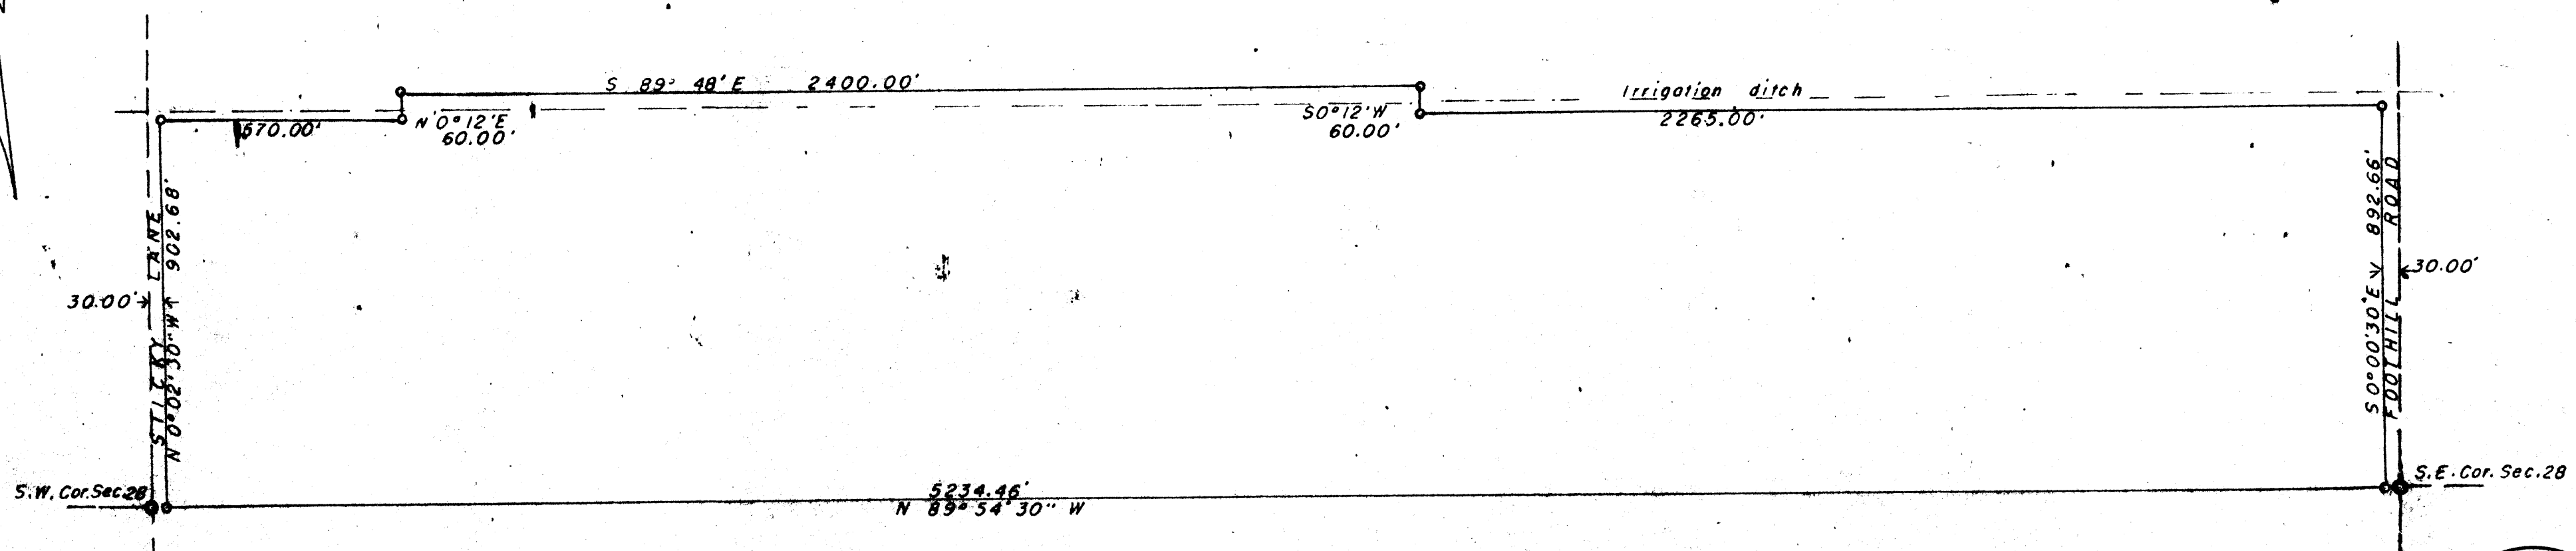 S 89° 48' E 2400.00'
Irrigation ditch
570.00'
N 0° 12' E
60.00'
S 0° 12' W
60.00'
2265.00'
STICKY LANE
N 0° 02' 30" W 902.68'
30.00'
S 0° 00' 30" E 892.66'
FOOTHILL ROAD
30.00'
S.W. Cor. Sec. 28
5234.46'
N 89° 54' 30" W
S.E. Cor. Sec. 28